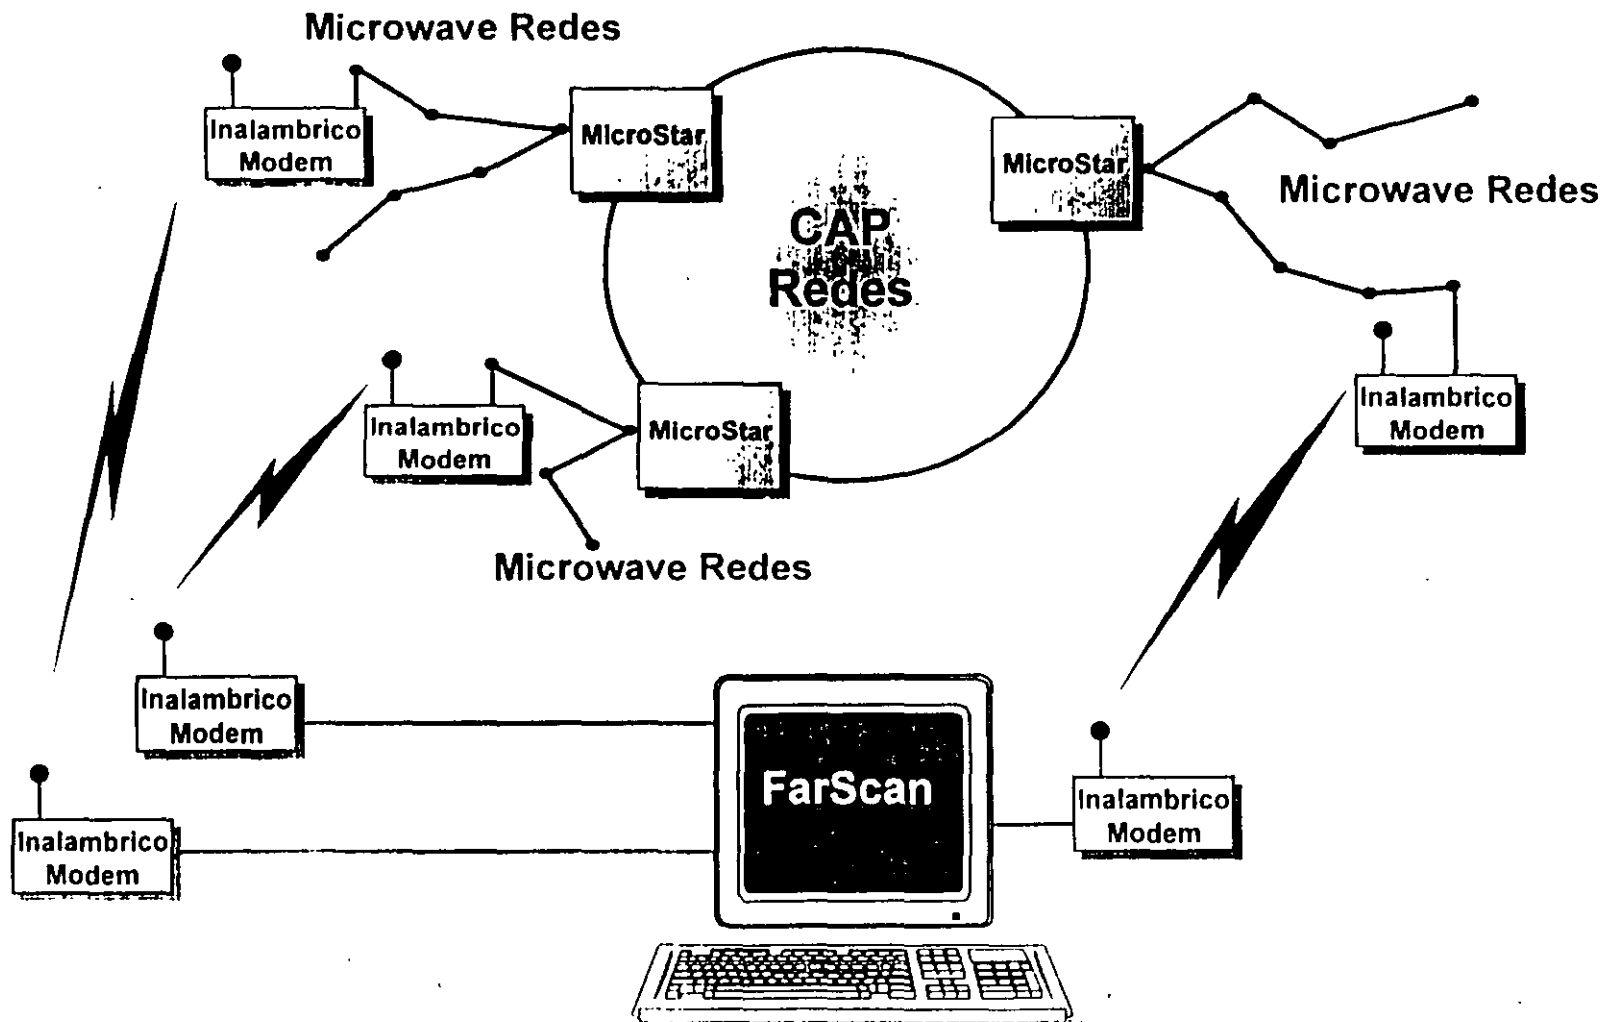 Microwave Redes
Inalambrico
Modem
MicroStar
MicroStar
Microwave Redes
CAP
Redes
Inalambrico
Modem
MicroStar
Inalambrico
Modem
Microwave Redes
Inalambrico
Modem
FarScan
Inalambrico
Modem
Inalambrico
Modem